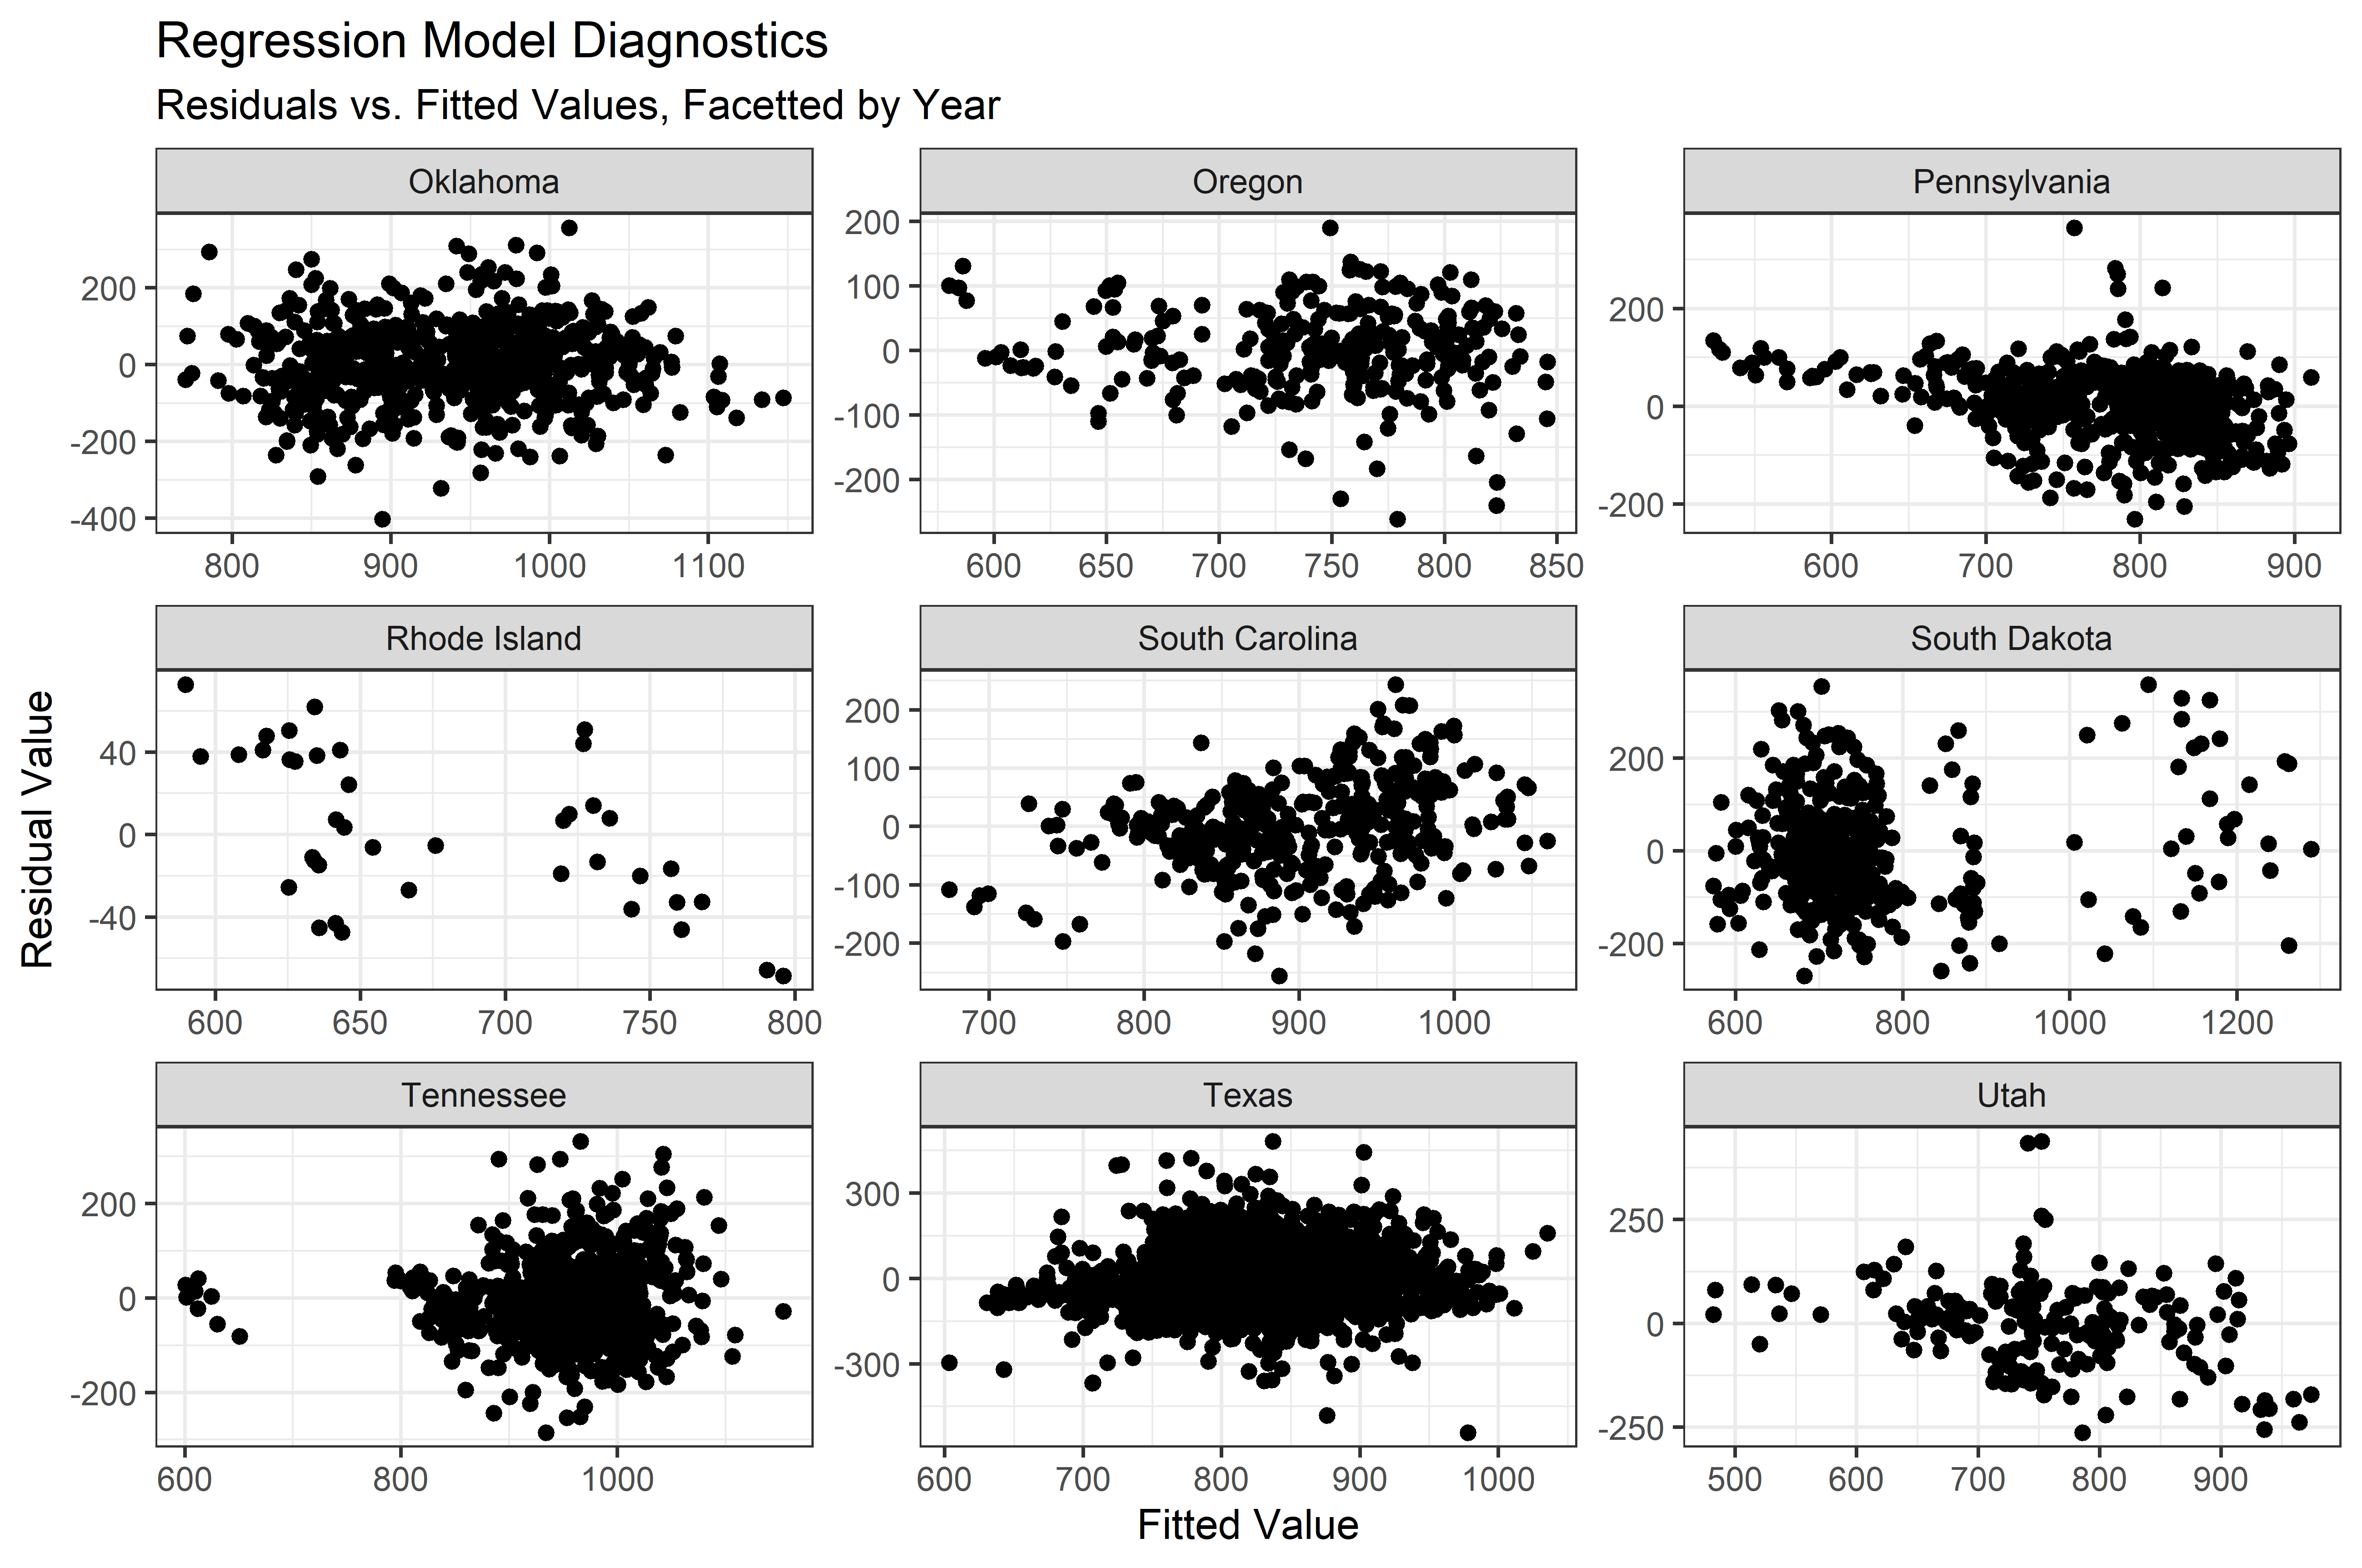 Regression Model Diagnostics
Residuals vs. Fitted Values, Facetted by Year
Oklahoma
Oregon
Pennsylvania
200
0
-200
-400
800 900 1000 1100
200
100
0
-100
-200
600 650 700 750 800 850
200
0
-200
600 700 800 900
Residual Value
Rhode Island
South Carolina
South Dakota
40
0
-40
600 650 700 750 800
200
100
0
-100
-200
700 800 900 1000
200
0
-200
600 800 1000 1200
Tennessee
Texas
Utah
200
0
-200
600 800 1000
300
0
-300
600 700 800 900 1000
250
0
-250
500 600 700 800 900
Fitted Value